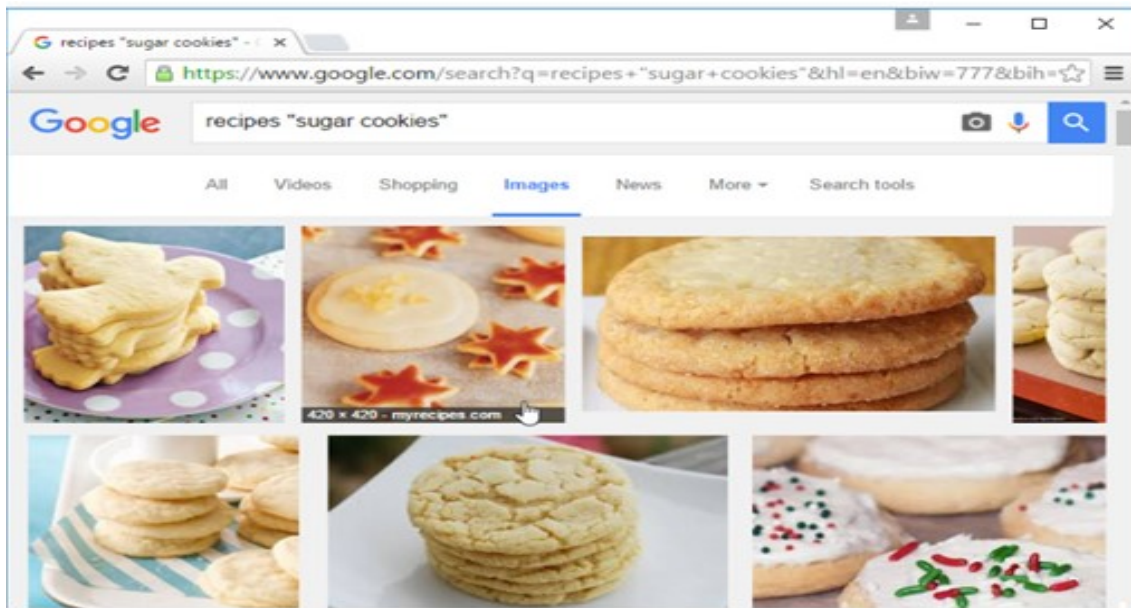 recipes "sugar cookies" -
https://www.google.com/search?q=recipes+"sugar+cookies"&hl=en&biw=777&bih=
Google
recipes "sugar cookies"
All Videos Shopping Images News More Search tools
420 × 420 - myrecipes.com